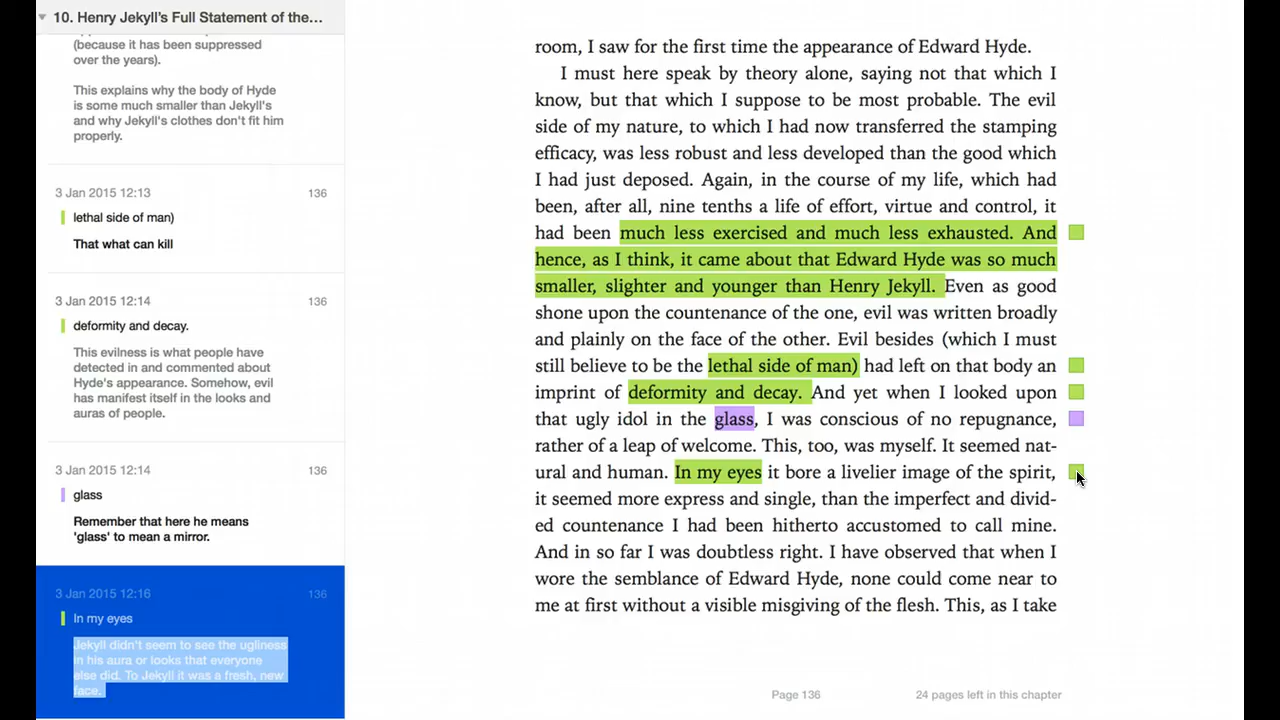 10. Henry Jekyll's Full Statement of the...
(because it has been suppressed
over the years).
This explains why the body of Hyde
is some much smaller than Jekyll's
and why Jekyll's clothes don't fit him
properly.
3 Jan 2015 12:13 136
lethal side of man)
That what can kill
3 Jan 2015 12:14 136
deformity and decay.
This evilness is what people have
detected in and commented about
Hyde's appearance. Somehow, evil
has manifest itself in the looks and
auras of people.
3 Jan 2015 12:14 136
glass
Remember that here he means
'glass' to mean a mirror.
3 Jan 2015 12:16 136
In my eyes
Jekyll didn't seem to see the ugliness
in his aura or looks that everyone
else did. To Jekyll it was a fresh, new
face.
room, I saw for the first time the appearance of Edward Hyde.
I must here speak by theory alone, saying not that which I
know, but that which I suppose to be most probable. The evil
side of my nature, to which I had now transferred the stamping
efficacy, was less robust and less developed than the good which
I had just deposed. Again, in the course of my life, which had
been, after all, nine tenths a life of effort, virtue and control, it
had been much less exercised and much less exhausted. And
hence, as I think, it came about that Edward Hyde was so much
smaller, slighter and younger than Henry Jekyll. Even as good
shone upon the countenance of the one, evil was written broadly
and plainly on the face of the other. Evil besides (which I must
still believe to be the lethal side of man) had left on that body an
imprint of deformity and decay. And yet when I looked upon
that ugly idol in the glass, I was conscious of no repugnance,
rather of a leap of welcome. This, too, was myself. It seemed nat-
ural and human. In my eyes it bore a livelier image of the spirit,
it seemed more express and single, than the imperfect and divid-
ed countenance I had been hitherto accustomed to call mine.
And in so far I was doubtless right. I have observed that when I
wore the semblance of Edward Hyde, none could come near to
me at first without a visible misgiving of the flesh. This, as I take
Page 136 24 pages left in this chapter